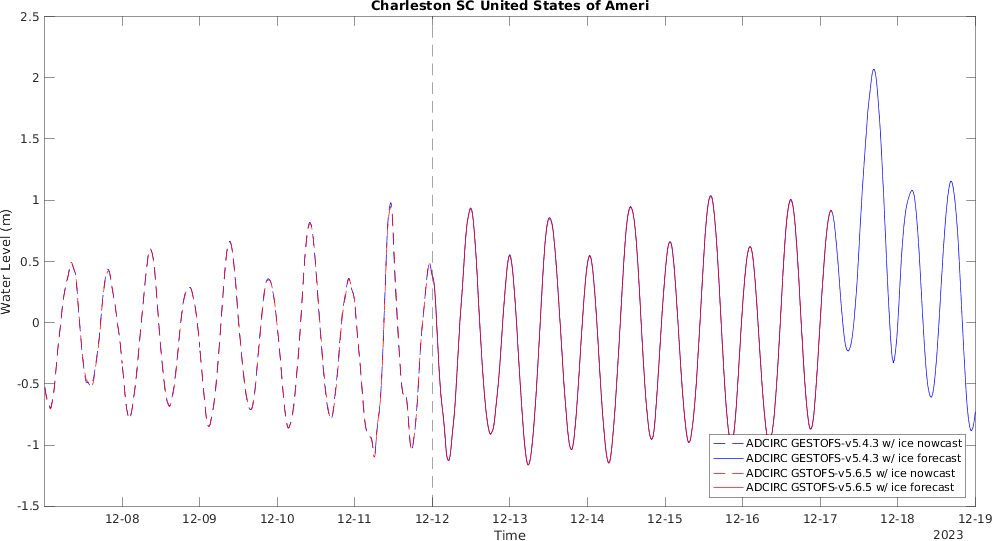 Charleston SC United States of Ameri
2.5
2
1.5
1
0.5
0
-0.5
-1
-1.5
Water Level (m)
12-08 12-09 12-10 12-11 12-12 12-13 12-14 12-15 12-16 12-17 12-18 12-19
Time
2023
ADCIRC GESTOFS-v5.4.3 w/ ice nowcast
ADCIRC GESTOFS-v5.4.3 w/ ice forecast
ADCIRC GSTOFS-v5.6.5 w/ ice nowcast
ADCIRC GSTOFS-v5.6.5 w/ ice forecast